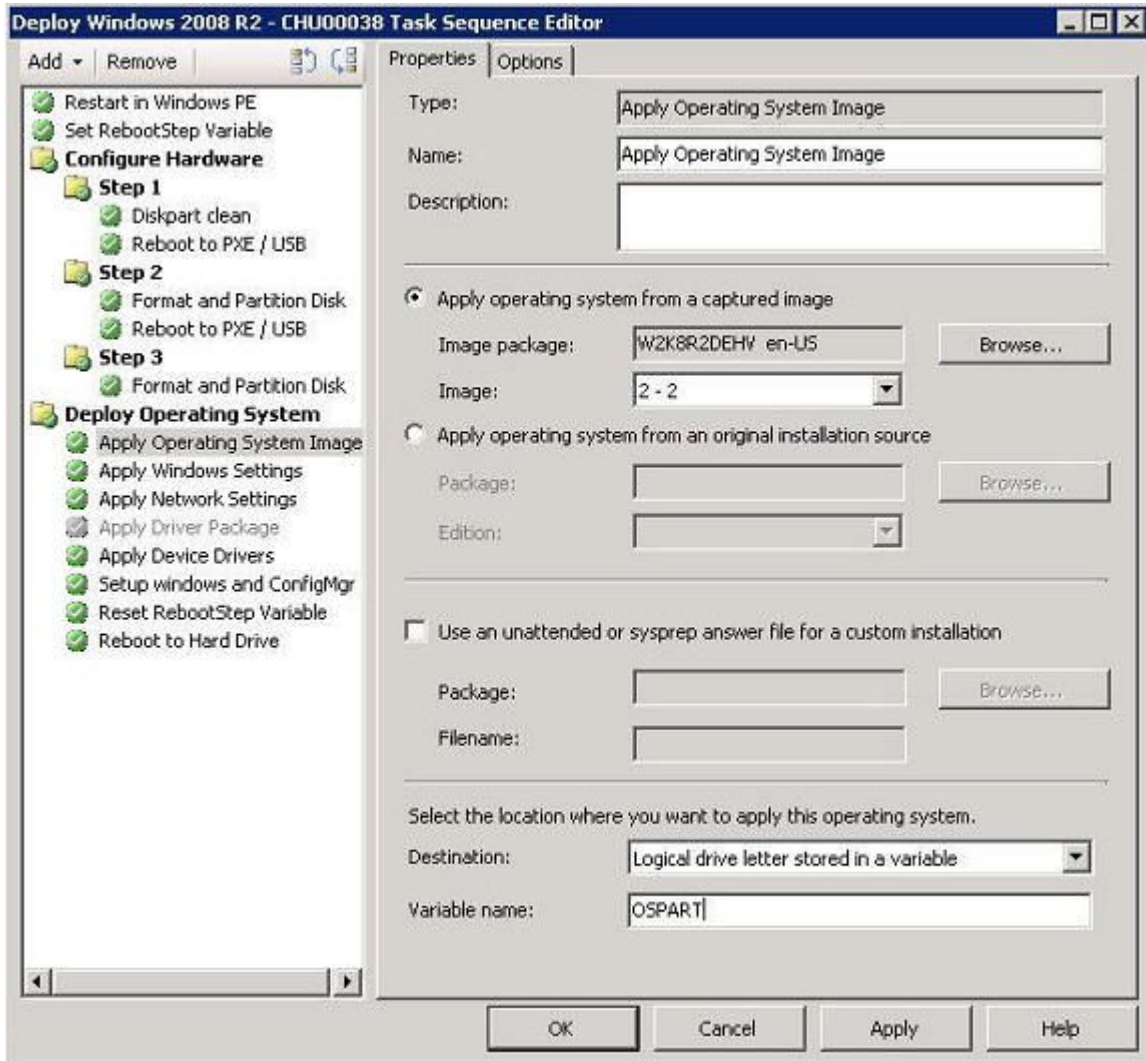 Deploy Windows 2008 R2 - CHU00038 Task Sequence Editor
Add Remove
Restart in Windows PE
Set RebootStep Variable
Configure Hardware
Step 1
Diskpart clean
Reboot to PXE / USB
Step 2
Format and Partition Disk
Reboot to PXE / USB
Step 3
Format and Partition Disk
Deploy Operating System
Apply Operating System Image
Apply Windows Settings
Apply Network Settings
Apply Driver Package
Apply Device Drivers
Setup windows and ConfigMgr
Reset RebootStep Variable
Reboot to Hard Drive
Properties Options
Type: Apply Operating System Image
Name: Apply Operating System Image
Description:
Apply operating system from a captured image
Image package: W2K8R2DEHV en-US Browse...
Image: 2 - 2
Apply operating system from an original installation source
Package: Browse...
Edition:
Use an unattended or sysprep answer file for a custom installation
Package: Browse...
Filename:
Select the location where you want to apply this operating system.
Destination: Logical drive letter stored in a variable
Variable name: OSPART
OK Cancel Apply Help